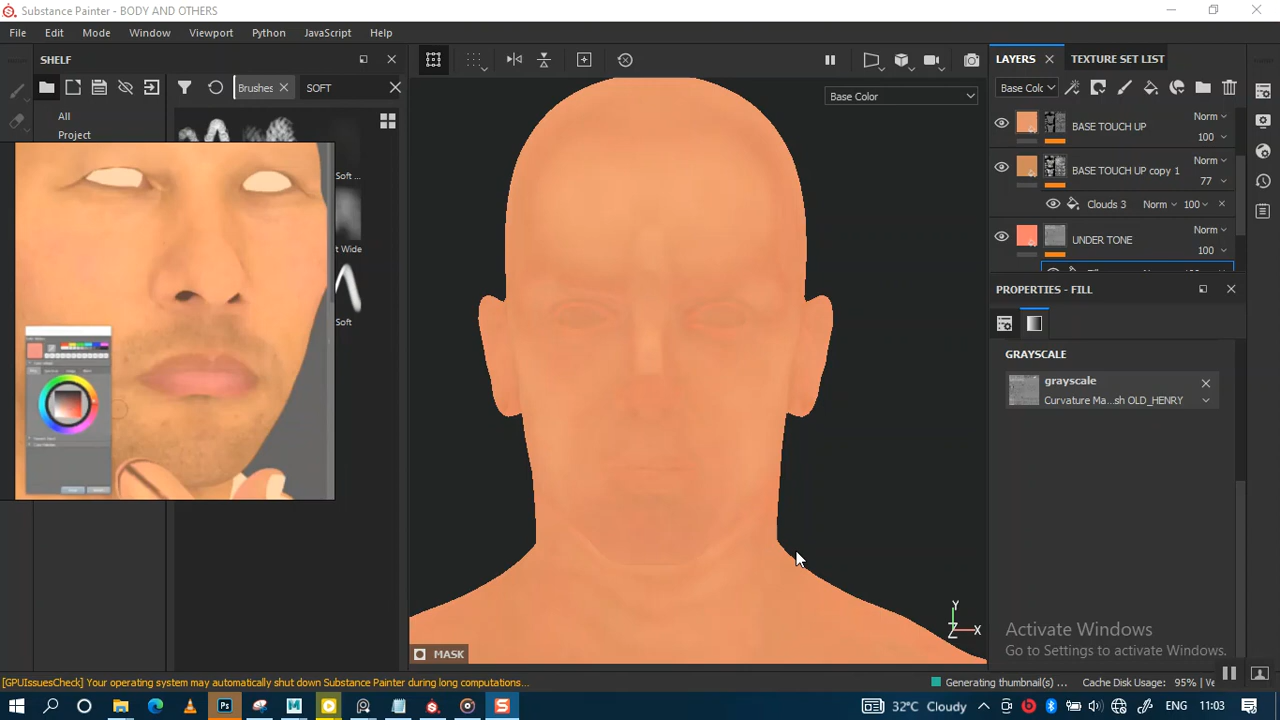 Substance Painter - BODY AND OTHERS
File Edit Mode Window Viewport Python JavaScript Help
SHELF
LAYERS
TEXTURE SET LIST
Brushes
SOFT
Base Colc
Base Color
All
Project
BASE TOUCH UP
Norm
100
BASE TOUCH UP copy 1
Norm
77
Soft ...
Clouds 3 Norm 100
UNDER TONE
Norm
100
t Wide
Soft
PROPERTIES - FILL
GRAYSCALE
grayscale
Curvature Ma...sh OLD_HENRY
MASK
Y
Z
X
Activate Windows
Go to Settings to activate Windows.
[GPUIssuesCheck] Your operating system may automatically shut down Substance Painter during long computations...
Generating thumbnail(s) ...
Cache Disk Usage: 95% | Ve
32°C Cloudy
ENG
11:03